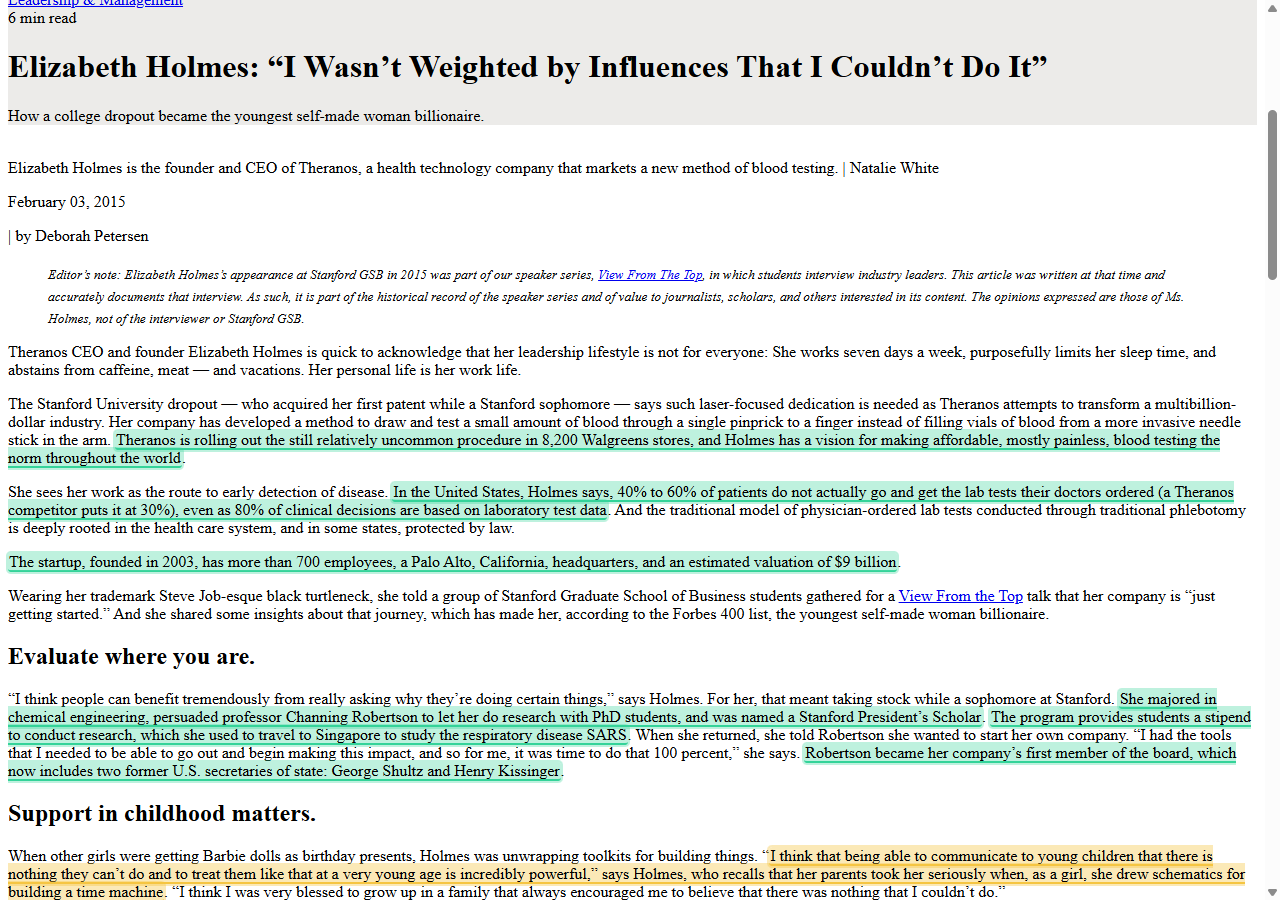 Leadership & Management
6 min read
Elizabeth Holmes: “I Wasn’t Weighted by Influences That I Couldn’t Do It”
How a college dropout became the youngest self-made woman billionaire.
Elizabeth Holmes is the founder and CEO of Theranos, a health technology company that markets a new method of blood testing. | Natalie White
February 03, 2015
| by Deborah Petersen
Editor’s note: Elizabeth Holmes’s appearance at Stanford GSB in 2015 was part of our speaker series, View From The Top, in which students interview industry leaders. This article was written at that time and
accurately documents that interview. As such, it is part of the historical record of the speaker series and of value to journalists, scholars, and others interested in its content. The opinions expressed are those of Ms.
Holmes, not of the interviewer or Stanford GSB.
Theranos CEO and founder Elizabeth Holmes is quick to acknowledge that her leadership lifestyle is not for everyone: She works seven days a week, purposefully limits her sleep time, and
abstains from caffeine, meat — and vacations. Her personal life is her work life.
The Stanford University dropout — who acquired her first patent while a Stanford sophomore — says such laser-focused dedication is needed as Theranos attempts to transform a multibillion-
dollar industry. Her company has developed a method to draw and test a small amount of blood through a single pinprick to a finger instead of filling vials of blood from a more invasive needle
stick in the arm. Theranos is rolling out the still relatively uncommon procedure in 8,200 Walgreens stores, and Holmes has a vision for making affordable, mostly painless, blood testing the
norm throughout the world.
She sees her work as the route to early detection of disease. In the United States, Holmes says, 40% to 60% of patients do not actually go and get the lab tests their doctors ordered (a Theranos
competitor puts it at 30%), even as 80% of clinical decisions are based on laboratory test data. And the traditional model of physician-ordered lab tests conducted through traditional phlebotomy
is deeply rooted in the health care system, and in some states, protected by law.
The startup, founded in 2003, has more than 700 employees, a Palo Alto, California, headquarters, and an estimated valuation of $9 billion.
Wearing her trademark Steve Job-esque black turtleneck, she told a group of Stanford Graduate School of Business students gathered for a View From the Top talk that her company is “just
getting started.” And she shared some insights about that journey, which has made her, according to the Forbes 400 list, the youngest self-made woman billionaire.
Evaluate where you are.
“I think people can benefit tremendously from really asking why they’re doing certain things,” says Holmes. For her, that meant taking stock while a sophomore at Stanford. She majored in
chemical engineering, persuaded professor Channing Robertson to let her do research with PhD students, and was named a Stanford President’s Scholar. The program provides students a stipend
to conduct research, which she used to travel to Singapore to study the respiratory disease SARS. When she returned, she told Robertson she wanted to start her own company. “I had the tools
that I needed to be able to go out and begin making this impact, and so for me, it was time to do that 100 percent,” she says. Robertson became her company’s first member of the board, which
now includes two former U.S. secretaries of state: George Shultz and Henry Kissinger.
Support in childhood matters.
When other girls were getting Barbie dolls as birthday presents, Holmes was unwrapping toolkits for building things. “I think that being able to communicate to young children that there is
nothing they can’t do and to treat them like that at a very young age is incredibly powerful,” says Holmes, who recalls that her parents took her seriously when, as a girl, she drew schematics for
building a time machine. “I think I was very blessed to grow up in a family that always encouraged me to believe that there was nothing that I couldn’t do.”